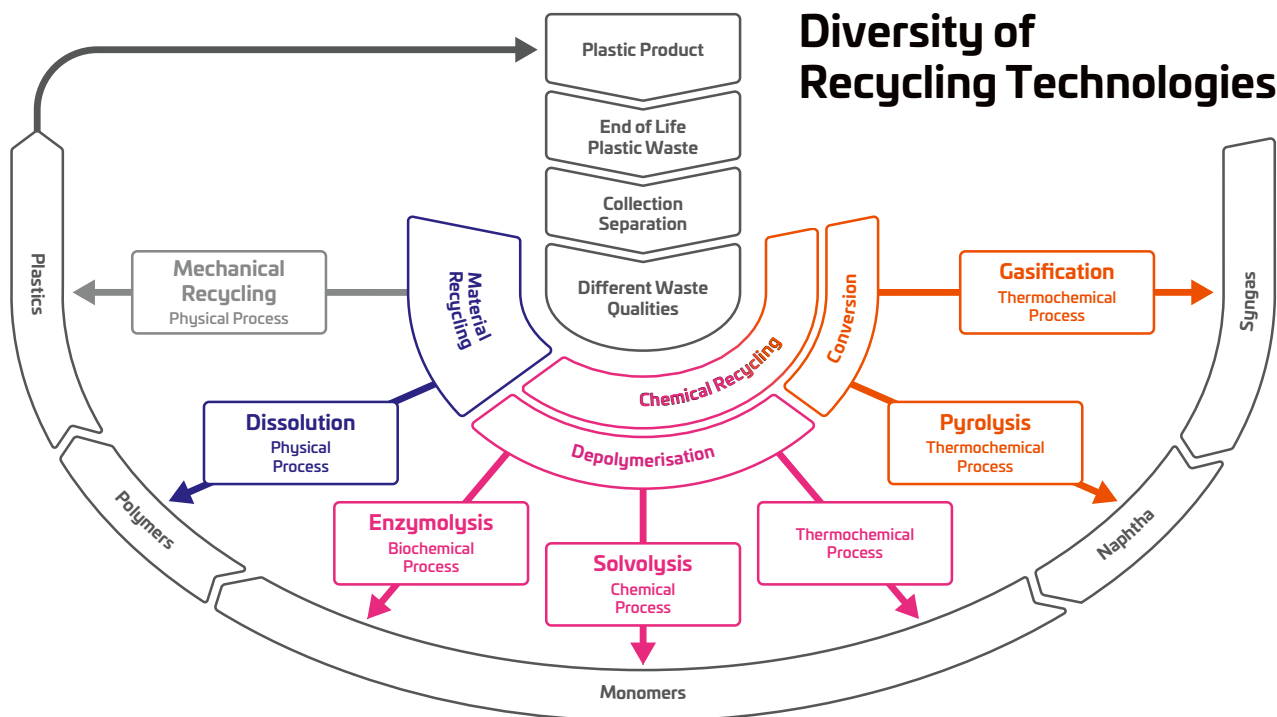 Diversity of
Recycling Technologies
Plastic Product
End of Life
Plastic Waste
Collection
Separation
Different Waste
Qualities
Plastics
Mechanical
Recycling
Physical Process
Material
Recycling
Chemical Recycling
Conversion
Gasification
Thermochemical
Process
Syngas
Dissolution
Physical
Process
Depolymerisation
Pyrolysis
Thermochemical
Process
Polymers
Enzymolysis
Biochemical
Process
Solvolysis
Chemical
Process
Thermochemical
Process
Naphtha
Monomers